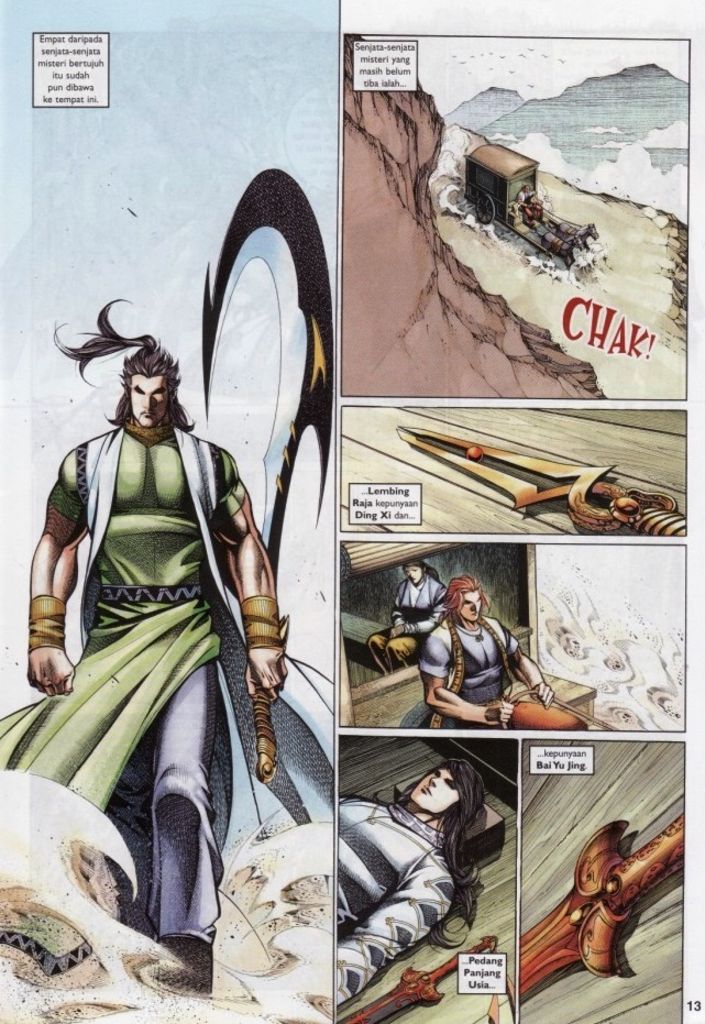 Empat daripada
senjata-senjata
misteri bertujuh
itu sudah
pun dibawa
ke tempat ini.
Senjata-senjata
misteri yang
masih belum
tiba ialah...
CHAK!
...Lembing
Raja kepunyaan
Ding Xi dan...
...Pedang
Panjang
Usia...
...kepunyaan
Bai Yu Jing.
13